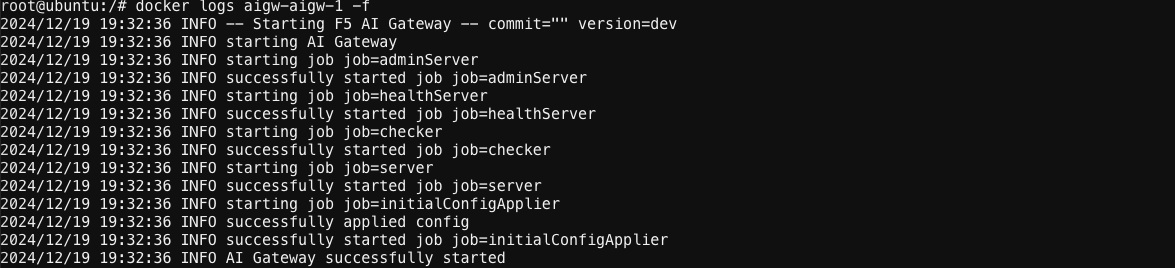 root@ubuntu:/# docker logs aigw-aigw-1 -f
2024/12/19 19:32:36 INFO -- Starting F5 AI Gateway -- commit="" version=dev
2024/12/19 19:32:36 INFO starting AI Gateway
2024/12/19 19:32:36 INFO starting job job=adminServer
2024/12/19 19:32:36 INFO successfully started job job=adminServer
2024/12/19 19:32:36 INFO starting job job=healthServer
2024/12/19 19:32:36 INFO successfully started job job=healthServer
2024/12/19 19:32:36 INFO starting job job=checker
2024/12/19 19:32:36 INFO successfully started job job=checker
2024/12/19 19:32:36 INFO starting job job=server
2024/12/19 19:32:36 INFO successfully started job job=server
2024/12/19 19:32:36 INFO starting job job=initialConfigApplier
2024/12/19 19:32:36 INFO successfully applied config
2024/12/19 19:32:36 INFO successfully started job job=initialConfigApplier
2024/12/19 19:32:36 INFO AI Gateway successfully started